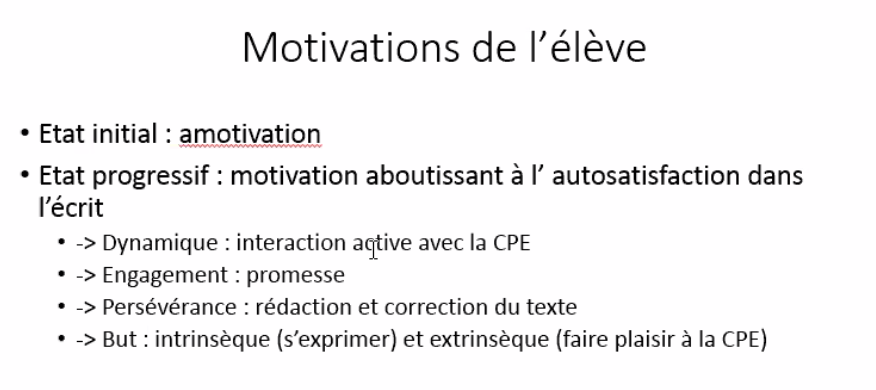 Motivations de l’élève
• Etat initial : amotivation
• Etat progressif : motivation aboutissant à l’ autosatisfaction dans
l’écrit
• -> Dynamique : interaction active avec la CPE
• -> Engagement : promesse
• -> Persévérance : rédaction et correction du texte
• -> But : intrinsèque (s’exprimer) et extrinsèque (faire plaisir à la CPE)